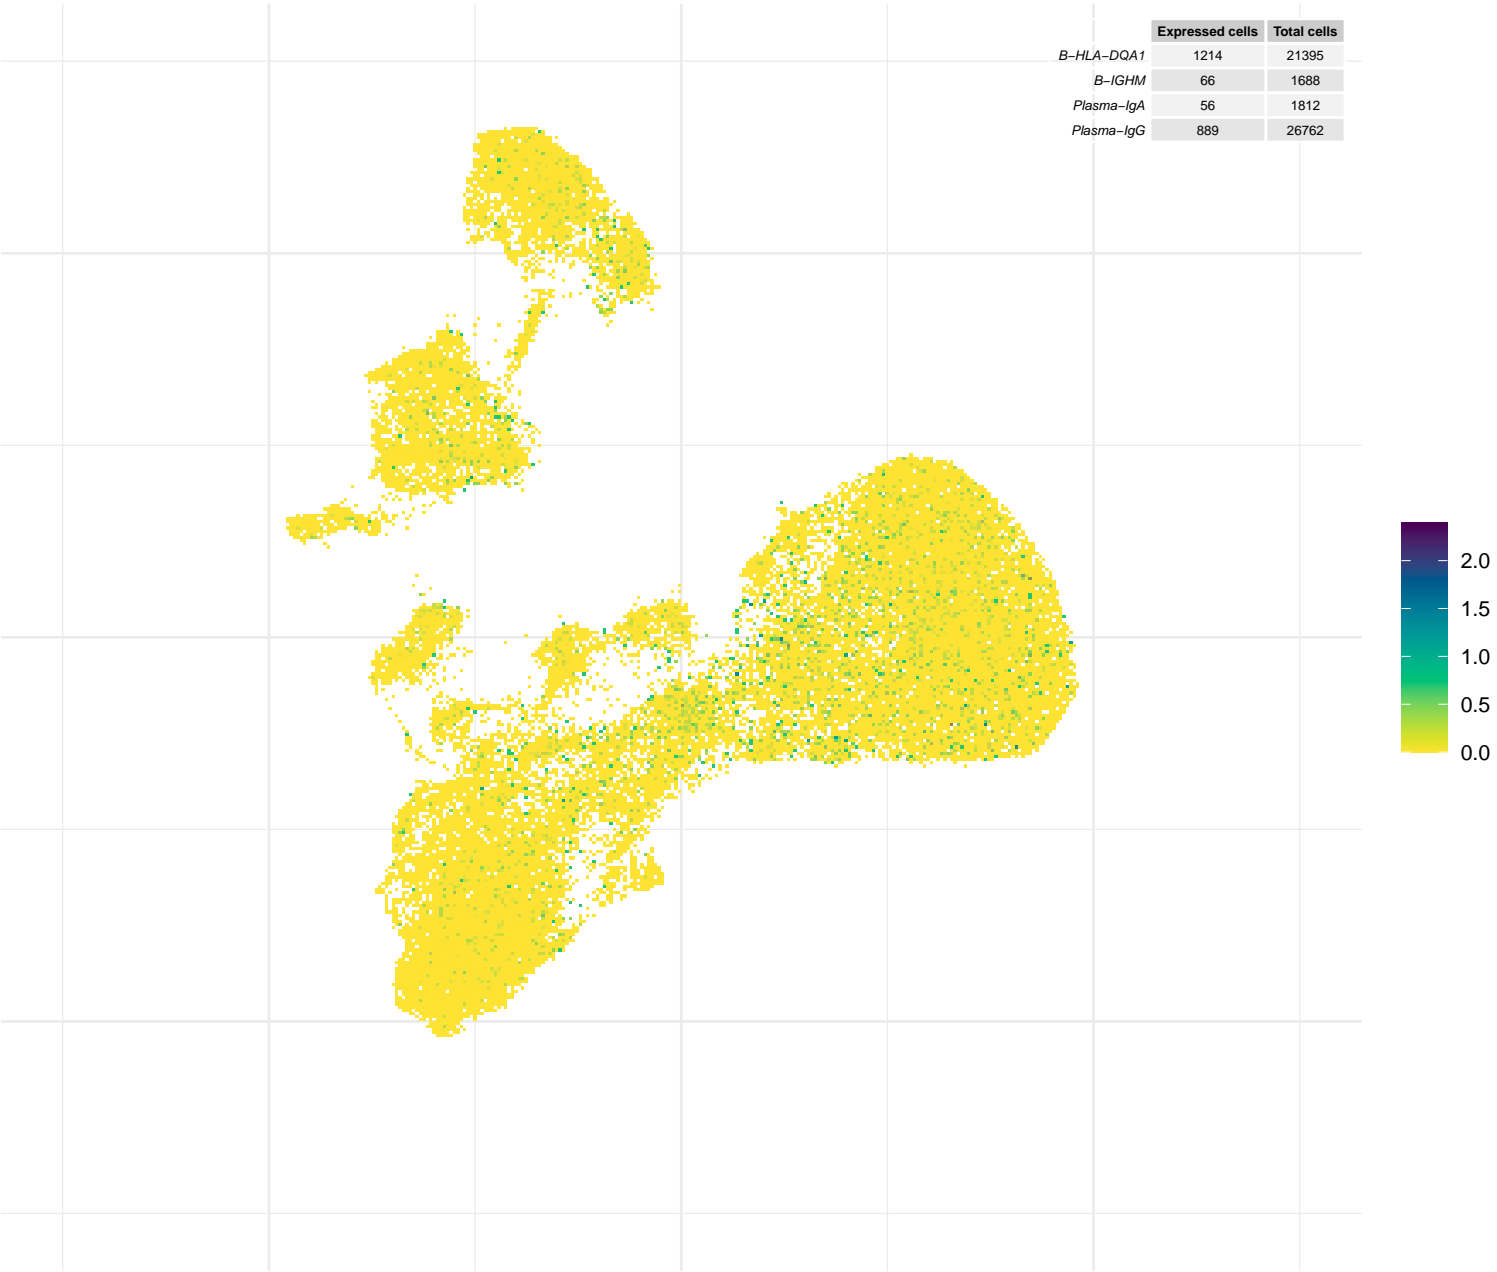 Expressed cells Total cells
B-HLA-DQA1 1214 21395
B-IGHM 66 1688
Plasma-IgA 56 1812
Plasma-IgG 889 26762
2.0
1.5
1.0
0.5
0.0